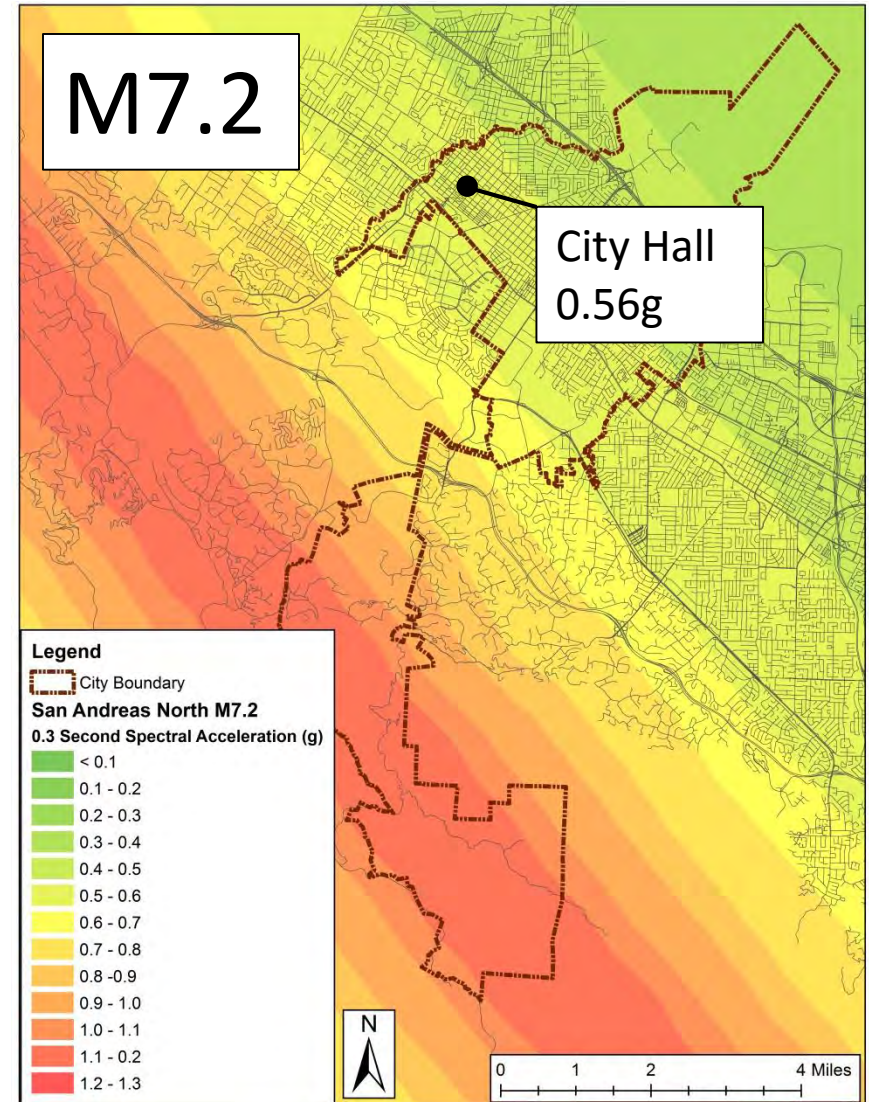 M7.2
City Hall
0.56g
Legend
City Boundary
San Andreas North M7.2
0.3 Second Spectral Acceleration (g)
< 0.1
0.1 - 0.2
0.2 - 0.3
0.3 - 0.4
0.4 - 0.5
0.5 - 0.6
0.6 - 0.7
0.7 - 0.8
0.8 -0.9
0.9 - 1.0
1.0 - 1.1
1.1 - 0.2
1.2 - 1.3
N
0 1 2 4 Miles